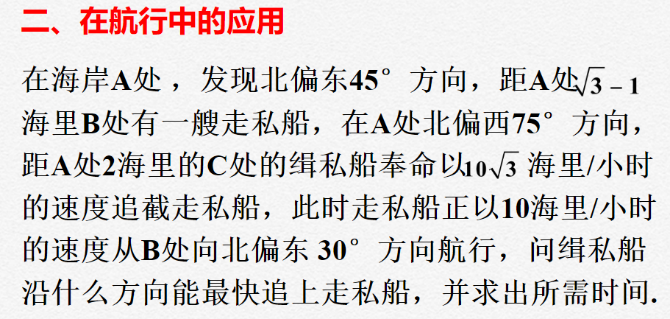 二、在航行中的应用
在海岸A处，发现北偏东45°方向，距A处√3-1
海里B处有一艘走私船，在A处北偏西75°方向，
距A处2海里的C处的缉私船奉命以10√3海里/小时
的速度追截走私船，此时走私船正以10海里/小时
的速度从B处向北偏东 30°方向航行，问缉私船
沿什么方向能最快追上走私船，并求出所需时间.